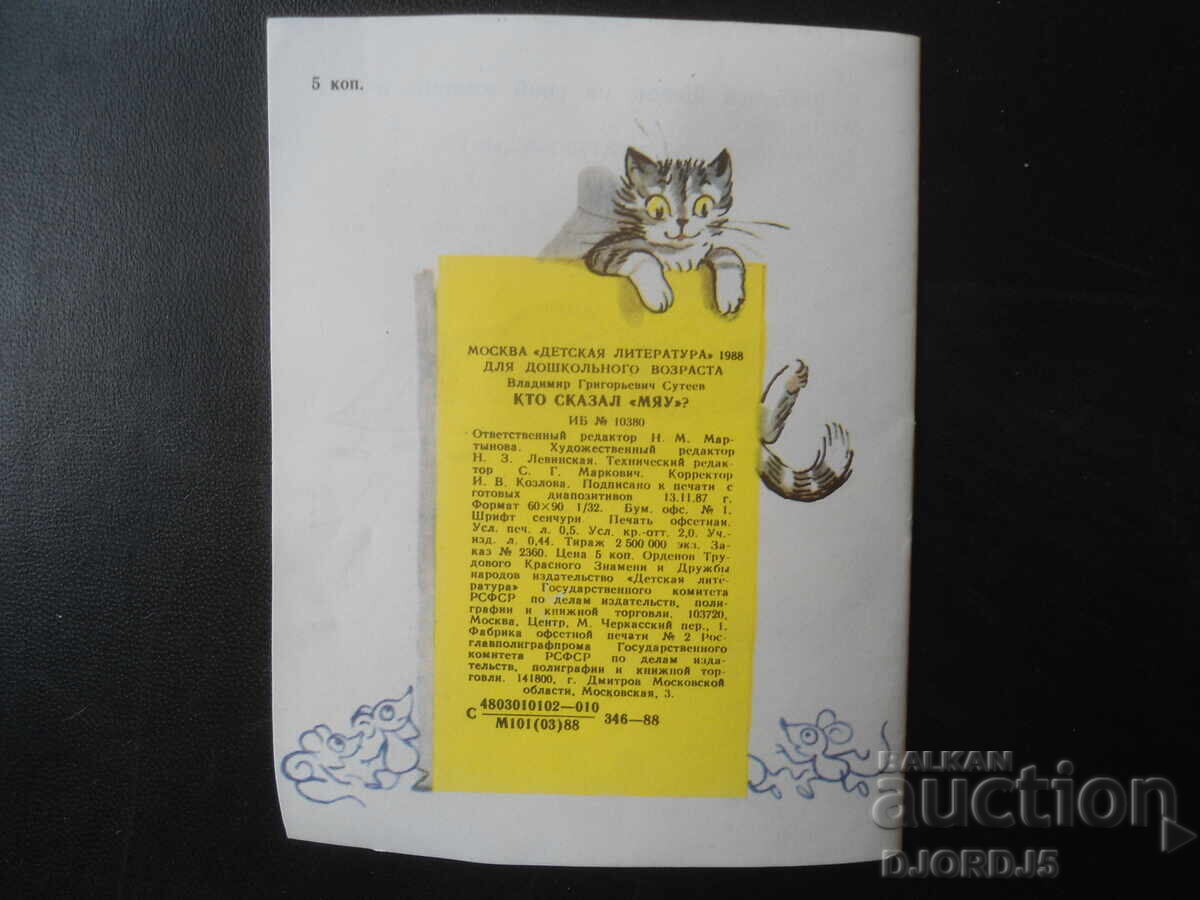 5 коп.
МОСКВА «ДЕТСКАЯ ЛИТЕРАТУРА» 1988
ДЛЯ ДОШКОЛЬНОГО ВОЗРАСТА
Владимир Григорьевич Сутеев
КТО СКАЗАЛ «МЯУ»?
ИБ № 10380
Ответственный редактор Н. М. Мар-
тынова. Художественный редактор
Н. З. Левинская. Технический редак-
тор С. Г. Маркович. Корректор
И. В. Козлова. Подписано к печати с
готовых диапозитивов 13.11.87 г.
Формат 60×90 1/32. Бум. офс. № 1.
Шрифт сенчури. Печать офсетная.
Усл. печ. л. 0,5. Усл. кр.-отт. 2,0. Уч.-
изд. л. 0,44. Тираж 2 500 000 экз. За-
каз № 2360. Цена 5 коп. Орденов Тру-
дового Красного Знамени и Дружбы
народов издательство «Детская лите-
ратура» Государственного комитета
РСФСР по делам издательств, поли-
графии и книжной торговли. 103720,
Москва, Центр, М. Черкасский пер., 1.
Фабрика офсетной печати № 2 Рос-
главполиграфпрома Государственного
комитета РСФСР по делам изда-
тельств, полиграфии и книжной тор-
говли. 141800, г. Дмитров Московской
области, Московская, 3.
С 4803010102—010
М101(03)88 346—88
BALKAN
auction
DJORDJ5